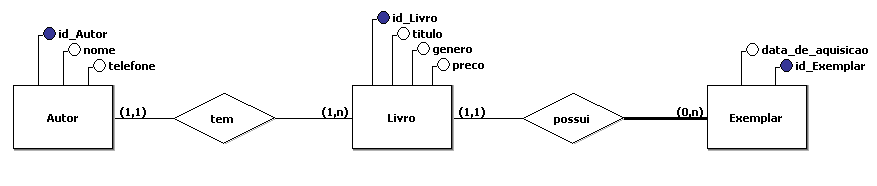 id_Autor
nome
telefone
Autor
(1,1)
tem
(1,n)
id_Livro
titulo
genero
preco
Livro
(1,1)
possui
(0,n)
data_de_aquisicao
id_Exemplar
Exemplar